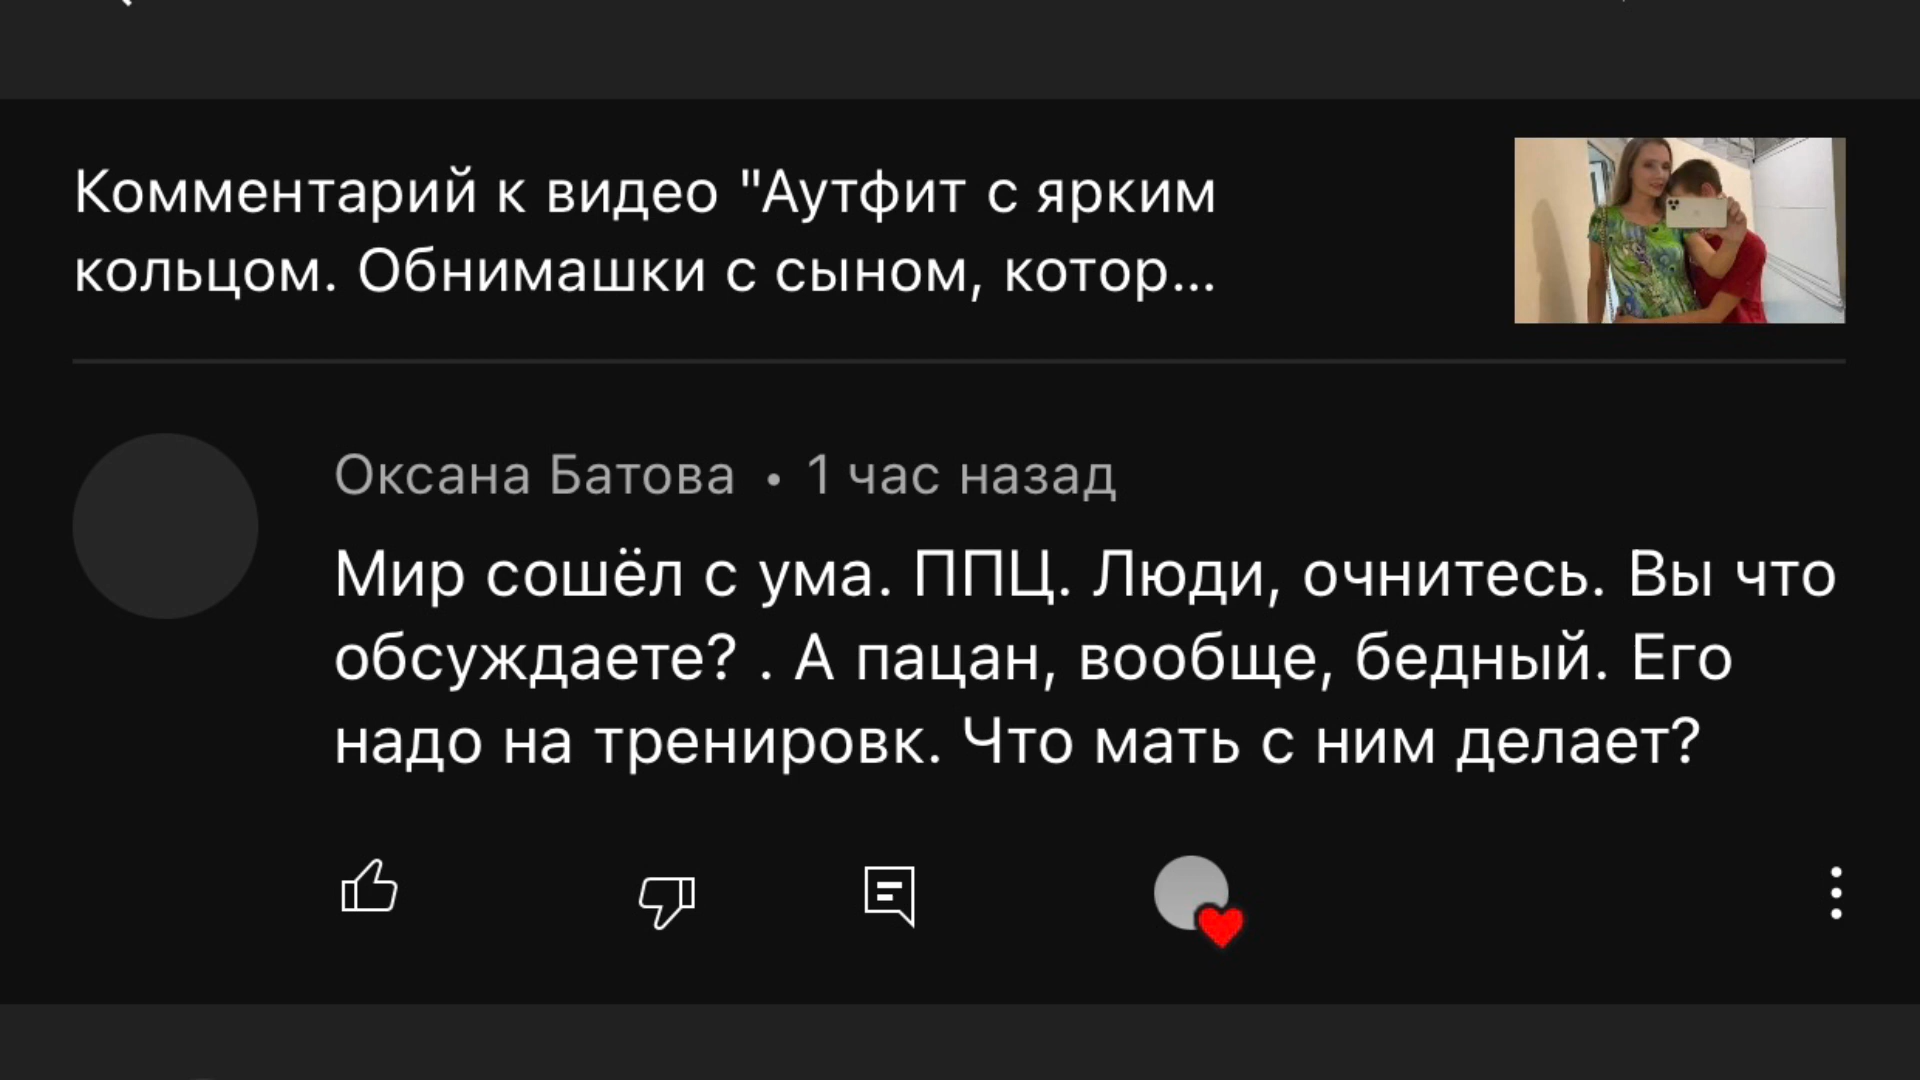 Комментарий к видео "Аутфит с ярким
кольцом. Обнимашки с сыном, котор...
Оксана Батова • 1 час назад
Мир сошёл с ума. ППЦ. Люди, очнитесь. Вы что
обсуждаете? . А пацан, вообще, бедный. Его
надо на тренировк. Что мать с ним делает?